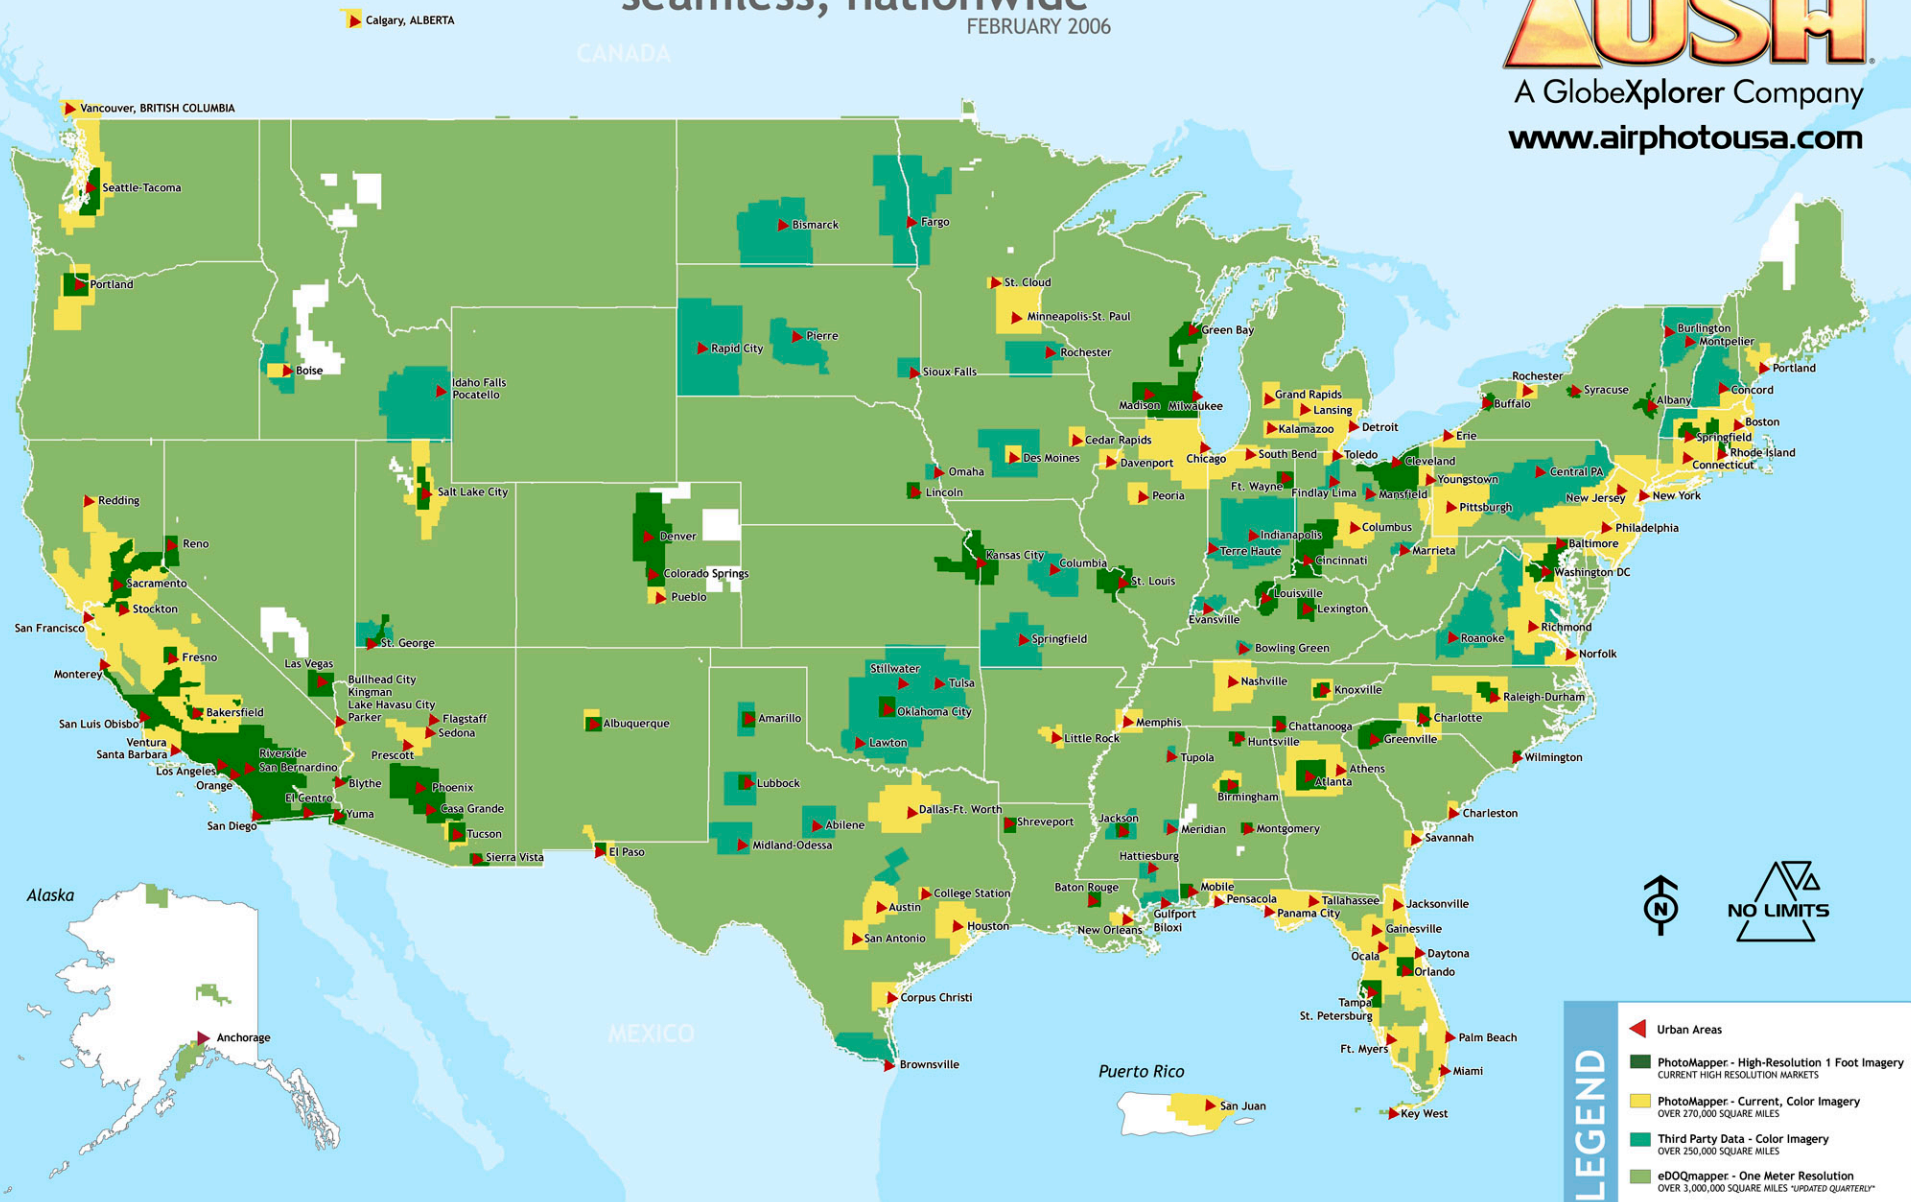 seamless, nationwide
FEBRUARY 2006
AUSA
A GlobeXplorer Company
www.airphotousa.com
CANADA
Calgary, ALBERTA
Vancouver, BRITISH COLUMBIA
Seattle-Tacoma
Portland
Boise
Idaho Falls
Pocatello
Bismarck
Fargo
Rapid City
Pierre
Sioux Falls
St. Cloud
Minneapolis-St. Paul
Rochester
Green Bay
Madison
Milwaukee
Grand Rapids
Lansing
Kalamazoo
Detroit
Rochester
Buffalo
Syracuse
Albany
Burlington
Montpelier
Portland
Concord
Boston
Springfield
Rhode Island
Connecticut
Erie
Cleveland
Youngstown
Central PA
New Jersey
New York
Pittsburgh
Philadelphia
Baltimore
Washington DC
Cedar Rapids
Des Moines
Davenport
Chicago
South Bend
Toledo
Ft. Wayne
Findlay Lima
Mansfield
Peoria
Omaha
Lincoln
Columbus
Indianapolis
Terre Haute
Cincinnati
Marrieta
Redding
Reno
Sacramento
Stockton
San Francisco
Salt Lake City
Denver
Colorado Springs
Pueblo
Kansas City
Columbia
St. Louis
Evansville
Louisville
Lexington
Bowling Green
Richmond
Roanoke
Norfolk
Monterey
Fresno
Las Vegas
St. George
Bullhead City
Kingman
Lake Havasu City
Parker
San Luis Obisbo
Bakersfield
Flagstaff
Sedona
Prescott
Albuquerque
Amarillo
Stillwater
Tulsa
Oklahoma City
Lawton
Springfield
Little Rock
Memphis
Nashville
Knoxville
Raleigh-Durham
Charlotte
Chattanooga
Huntsville
Greenville
Wilmington
Ventura
Santa Barbara
Los Angeles
Orange
Riverside
San Bernardino
El Centro
San Diego
Blythe
Yuma
Phoenix
Casa Grande
Tucson
Sierra Vista
El Paso
Lubbock
Abilene
Midland-Odessa
Dallas-Ft. Worth
Shreveport
Jackson
Tupola
Meridian
Birmingham
Montgomery
Atlanta
Athens
Charleston
Savannah
Hattiesburg
Baton Rouge
Mobile
Pensacola
Gulfport
Biloxi
New Orleans
Panama City
Tallahassee
Jacksonville
Gainesville
Ocala
Daytona
Orlando
Tampa
St. Petersburg
Ft. Myers
Palm Beach
Miami
Key West
Austin
College Station
San Antonio
Houston
Corpus Christi
Brownsville
MEXICO
Alaska
Anchorage
Puerto Rico
San Juan
N
NO LIMITS
LEGEND
Urban Areas
PhotoMapper - High-Resolution 1 Foot Imagery
CURRENT HIGH RESOLUTION MARKETS
PhotoMapper - Current, Color Imagery
OVER 270,000 SQUARE MILES
Third Party Data - Color Imagery
OVER 250,000 SQUARE MILES
eDOQmapper - One Meter Resolution
OVER 3,000,000 SQUARE MILES *UPDATED QUARTERLY*